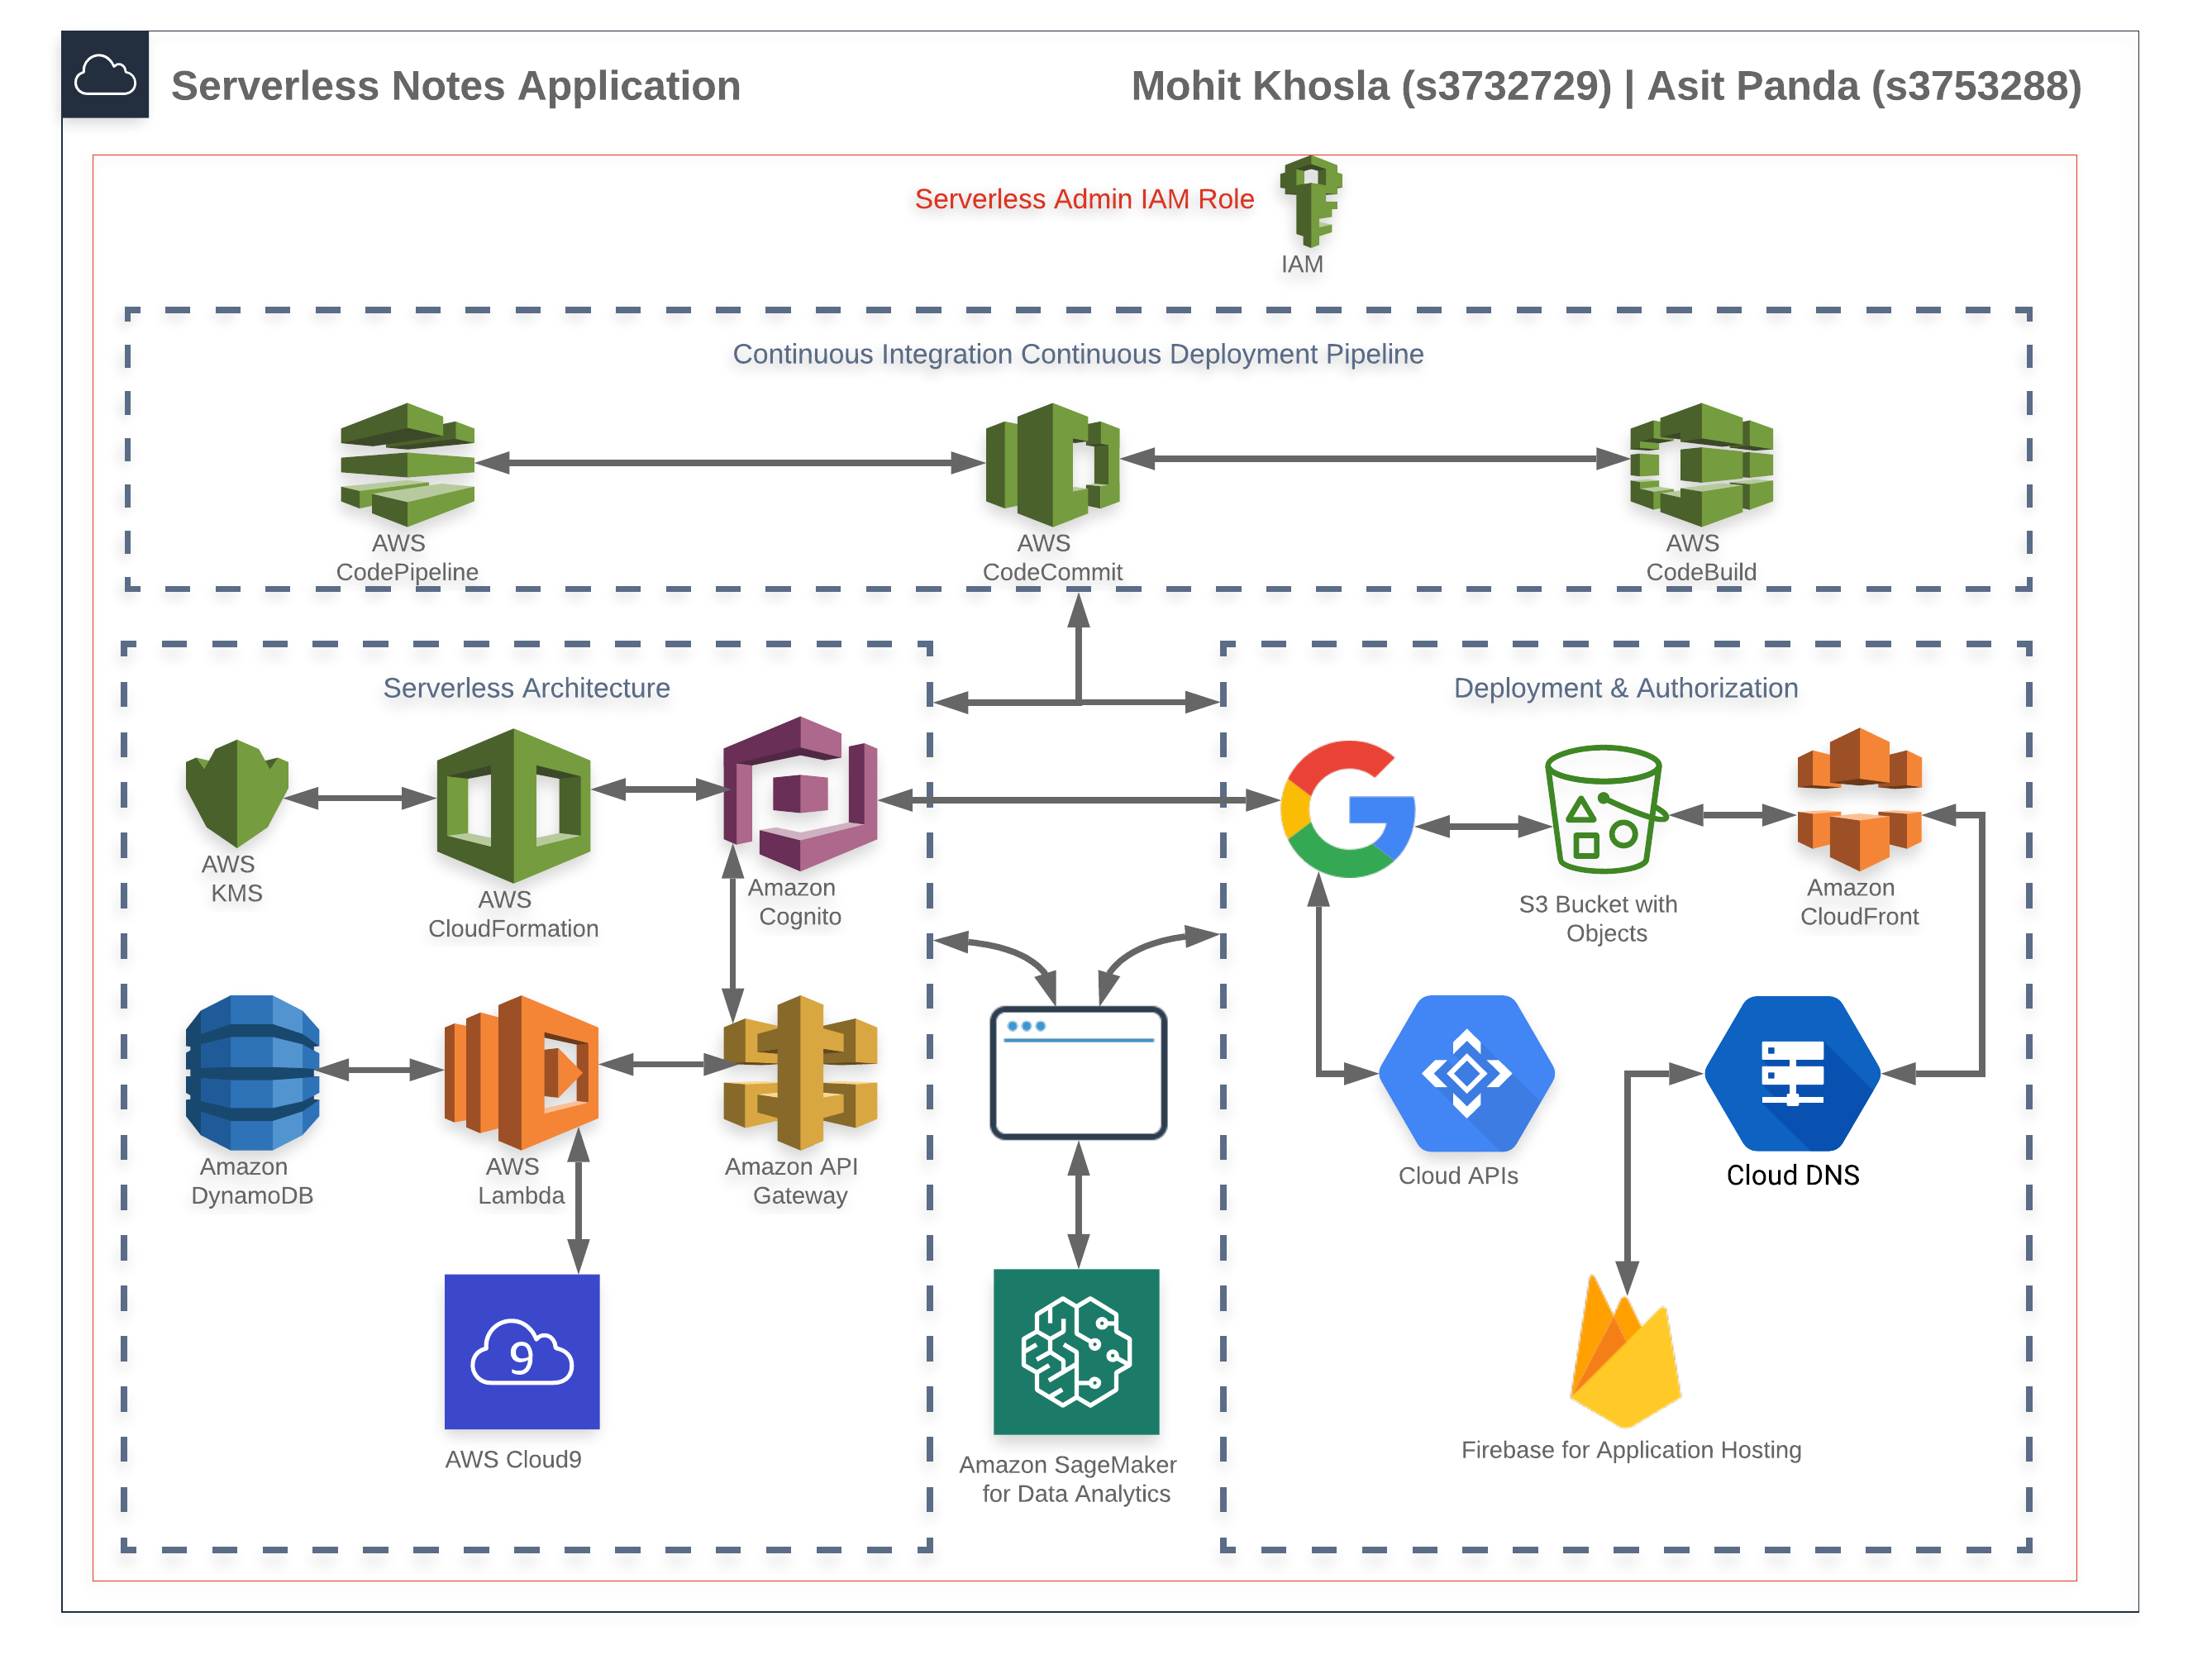 Serverless Notes Application
Mohit Khosla (s3732729) | Asit Panda (s3753288)
Serverless Admin IAM Role
IAM
Continuous Integration Continuous Deployment Pipeline
AWS
CodePipeline
AWS
CodeCommit
AWS
CodeBuild
Serverless Architecture
AWS
KMS
AWS
CloudFormation
Amazon
Cognito
Amazon
DynamoDB
AWS
Lambda
Amazon API
Gateway
9
AWS Cloud9
Amazon SageMaker
for Data Analytics
Deployment & Authorization
G
S3 Bucket with
Objects
Amazon
CloudFront
Cloud APIs
Cloud DNS
Firebase for Application Hosting